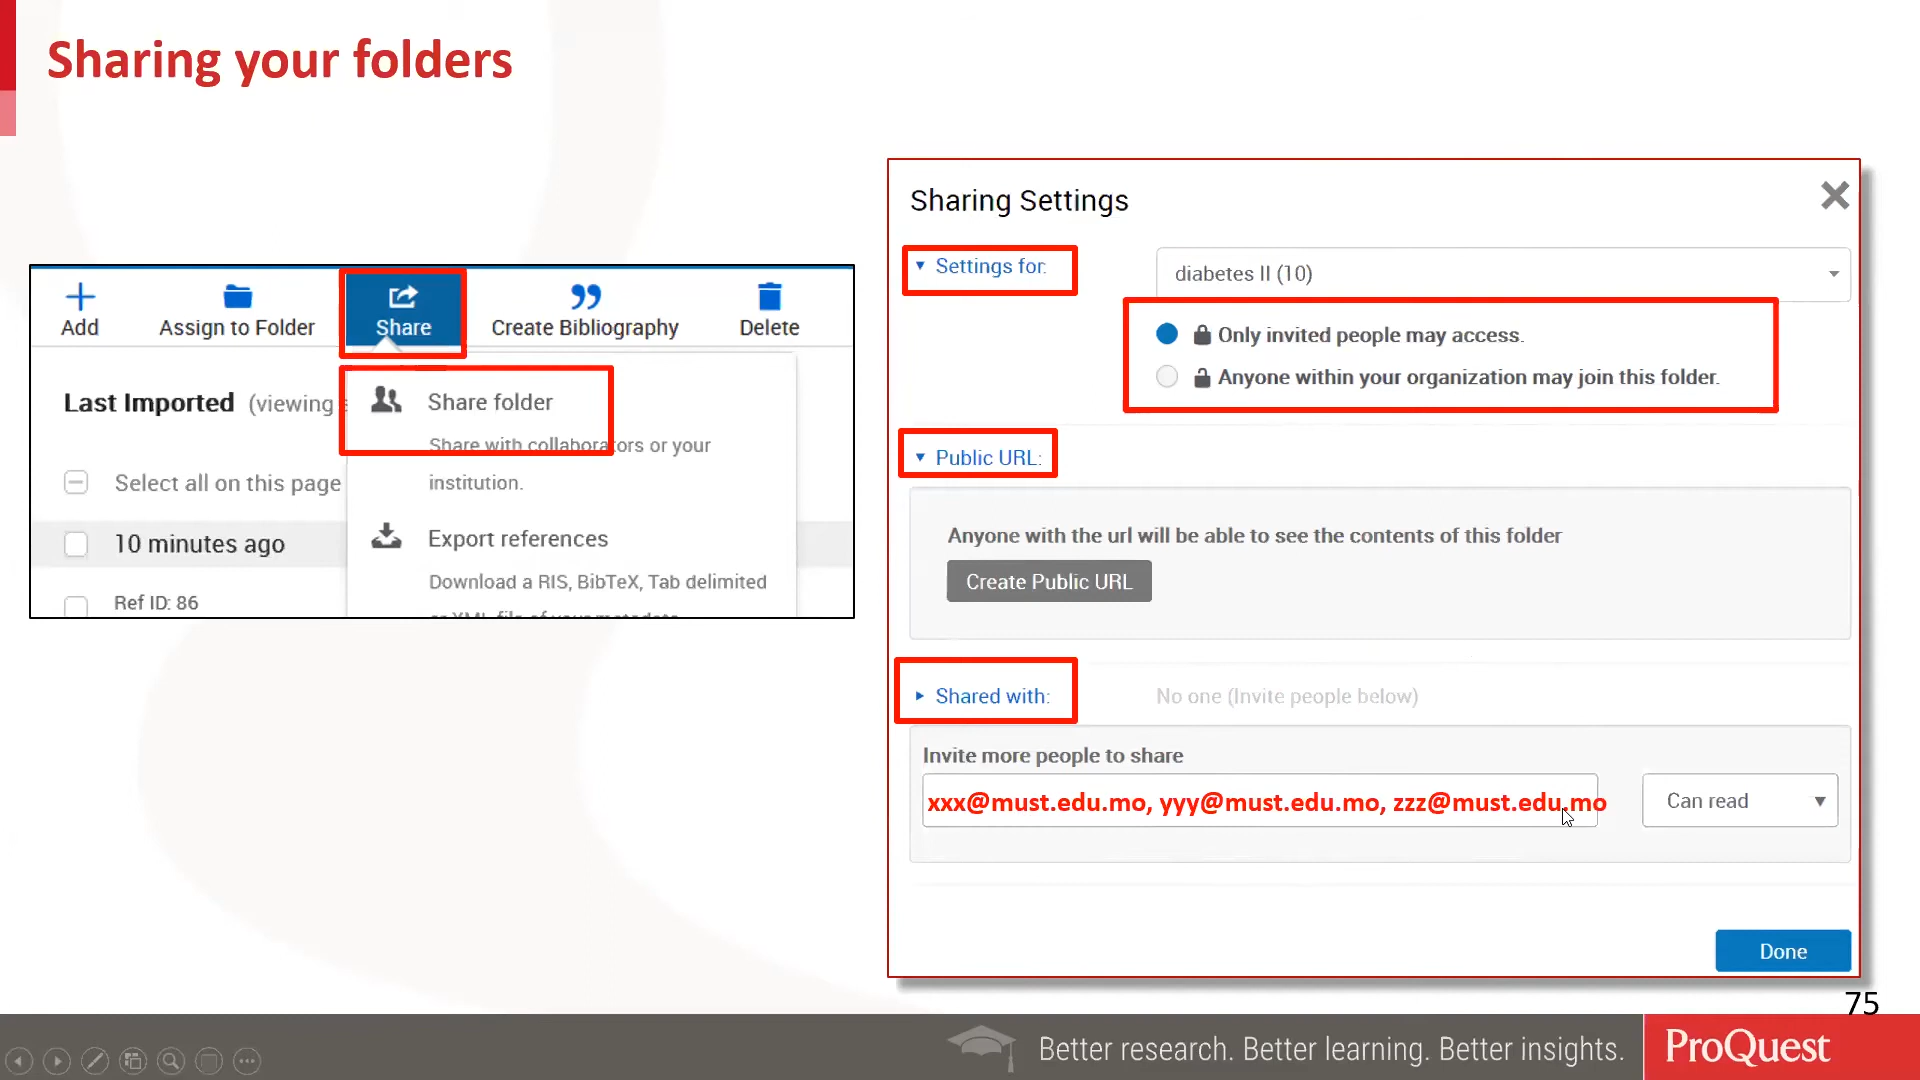 Sharing your folders
Add
Assign to Folder
Share
Create Bibliography
Delete
Last Imported (viewing
Share folder
Share with collaborators or your
institution.
Select all on this page
10 minutes ago
Export references
Download a RIS, BibTeX, Tab delimited
or XML file of your metadata
Ref ID: 86
Sharing Settings
Settings for:
diabetes II (10)
Only invited people may access.
Anyone within your organization may join this folder.
Public URL:
Anyone with the url will be able to see the contents of this folder
Create Public URL
Shared with:
No one (Invite people below)
Invite more people to share
xxx@must.edu.mo, yyy@must.edu.mo, zzz@must.edu.mo
Can read
Done
75
Better research. Better learning. Better insights.
ProQuest